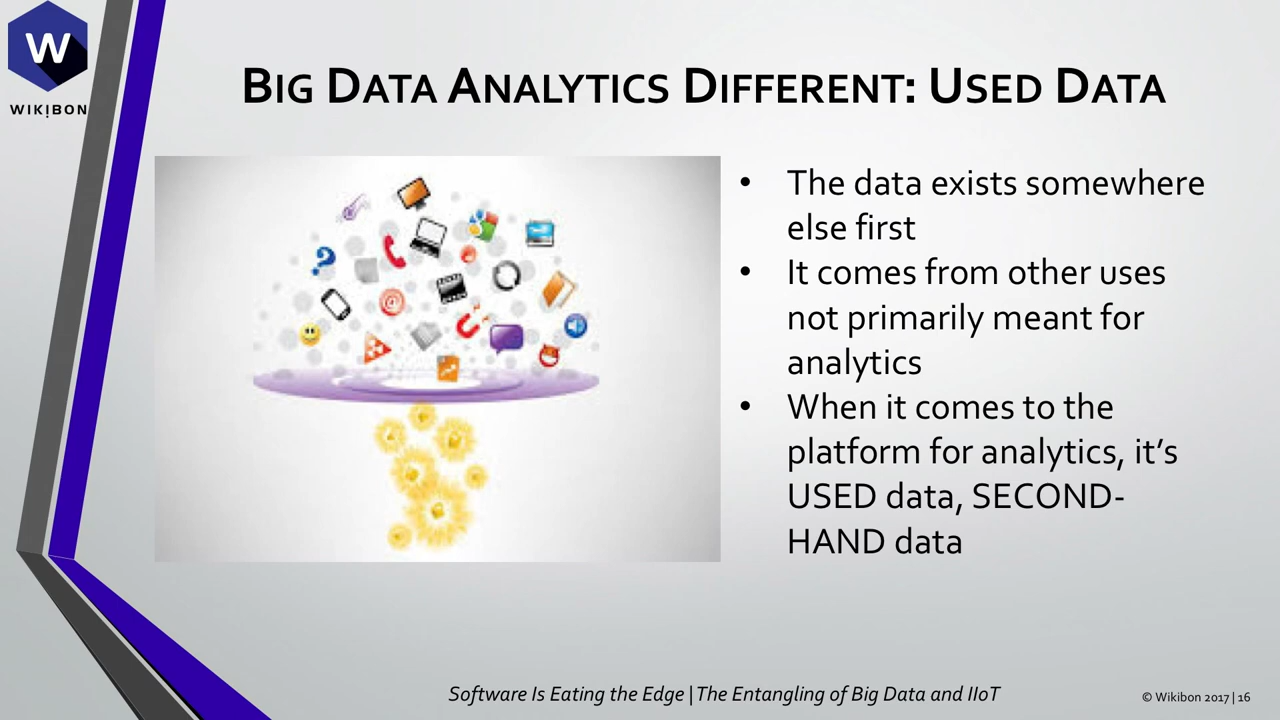 W
WIKIBON
BIG DATA ANALYTICS DIFFERENT: USED DATA
• The data exists somewhere
else first
• It comes from other uses
not primarily meant for
analytics
• When it comes to the
platform for analytics, it’s
USED data, SECOND-
HAND data
Software Is Eating the Edge | The Entangling of Big Data and IIoT
© Wikibon 2017 | 16